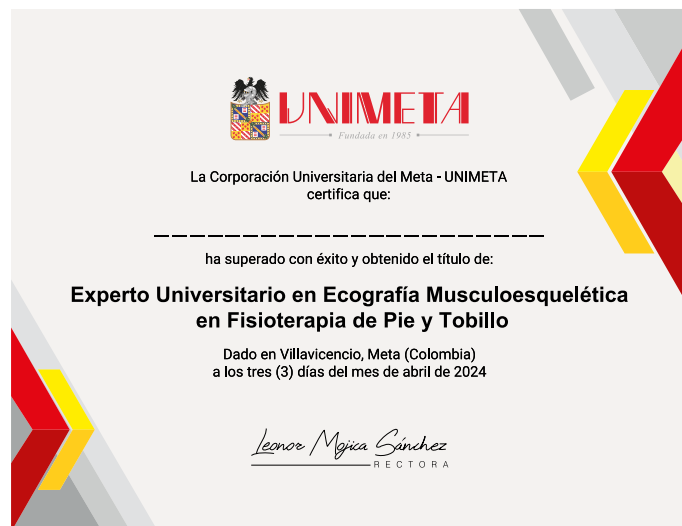 UNIMETA
Fundada en 1985
La Corporación Universitaria del Meta - UNIMETA
certifica que:
ha superado con éxito y obtenido el título de:
Experto Universitario en Ecografía Musculoesquelética
en Fisioterapia de Pie y Tobillo
Dado en Villavicencio, Meta (Colombia)
a los tres (3) días del mes de abril de 2024
Leonor Mojica Sánchez
RECTORA